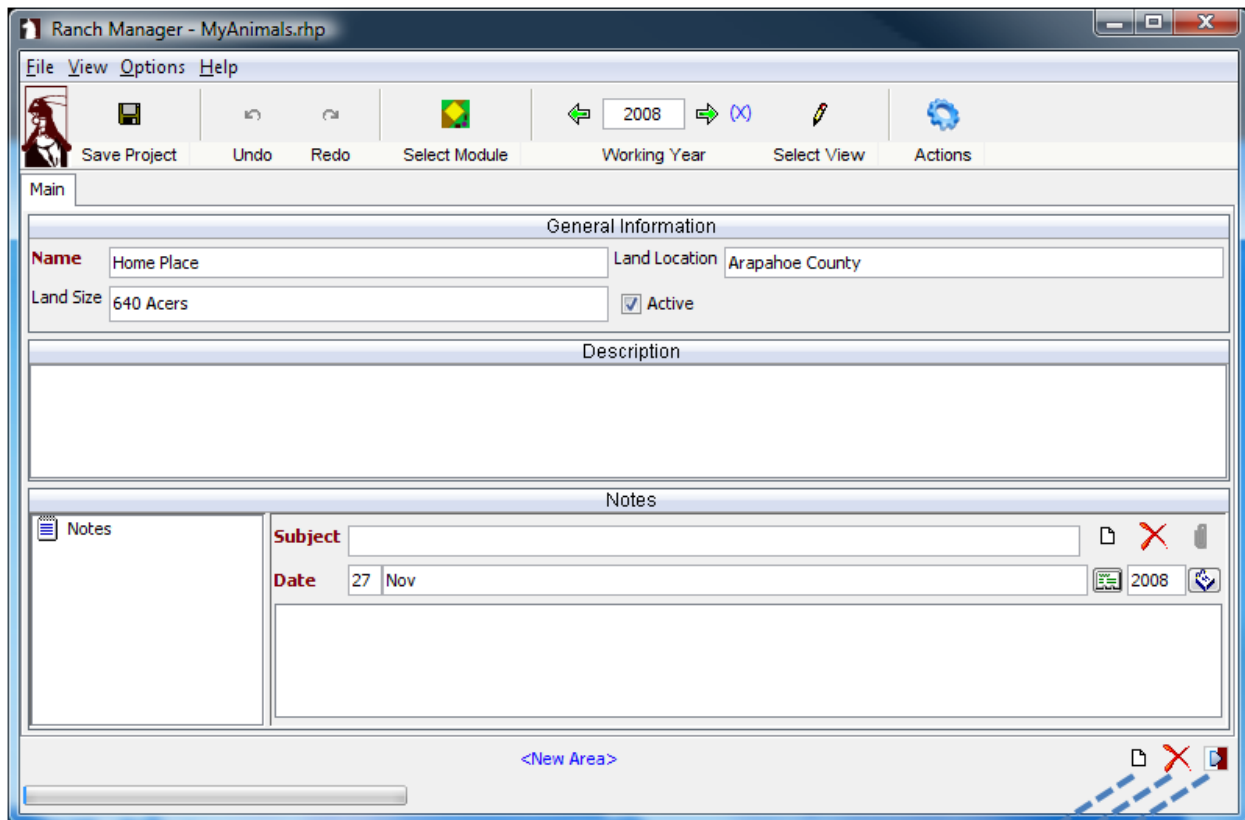 Ranch Manager - MyAnimals.rhp
File View Options Help
2008 (X)
Save Project Undo Redo Select Module Working Year Select View Actions
Main
General Information
Name Home Place Land Location Arapahoe County
Land Size 640 Acers Active
Description
Notes
Notes
Subject
Date 27 Nov 2008
<New Area>